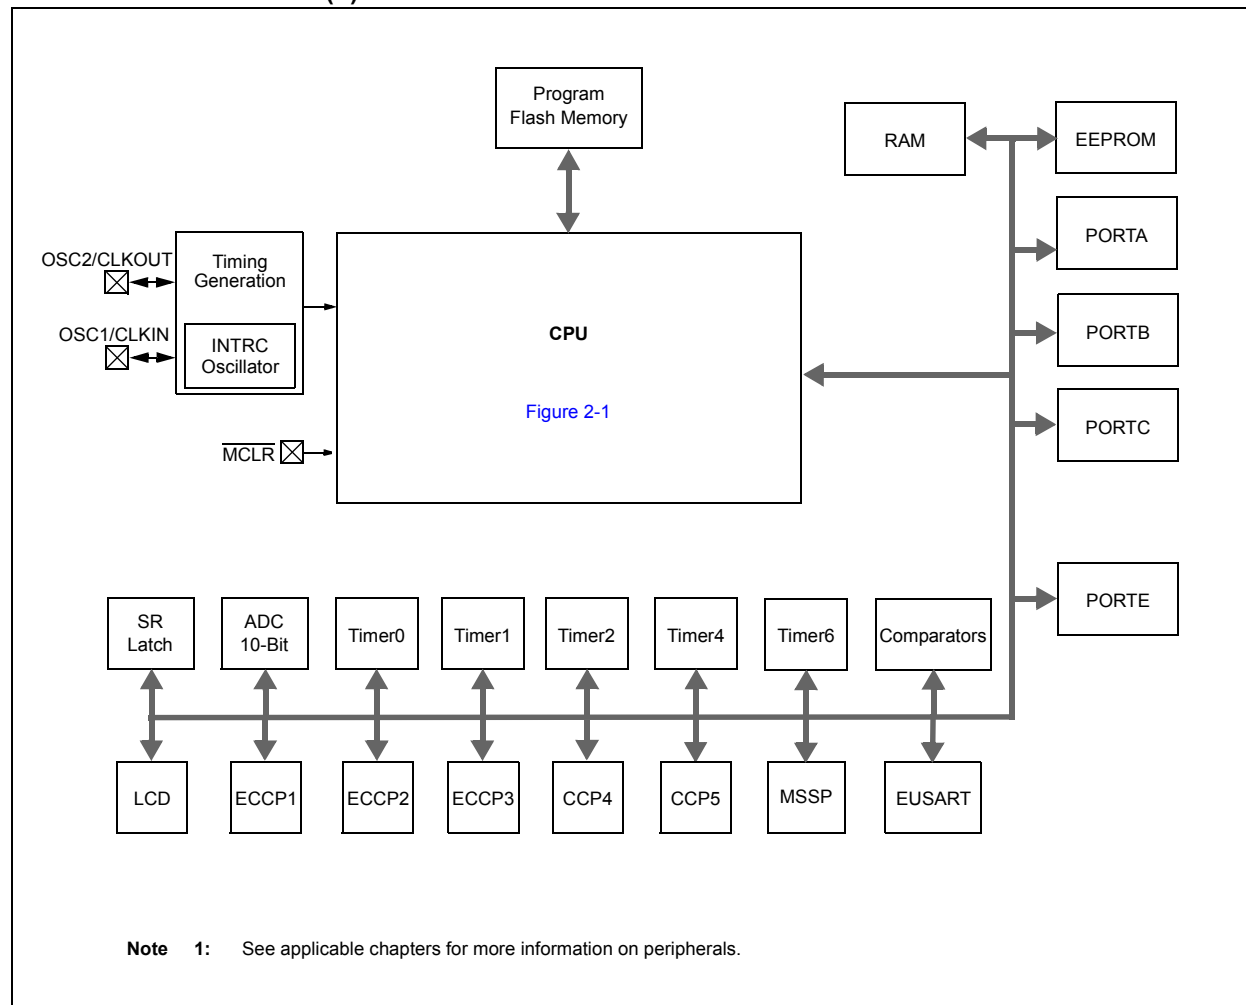 Program
Flash Memory
RAM
EEPROM
PORTA
OSC2/CLKOUT
Timing
Generation
OSC1/CLKIN
INTRC
Oscillator
CPU
PORTB
Figure 2-1
PORTC
MCLR
PORTE
SR
Latch
ADC
10-Bit
Timer0
Timer1
Timer2
Timer4
Timer6
Comparators
LCD
ECCP1
ECCP2
ECCP3
CCP4
CCP5
MSSP
EUSART
Note 1: See applicable chapters for more information on peripherals.